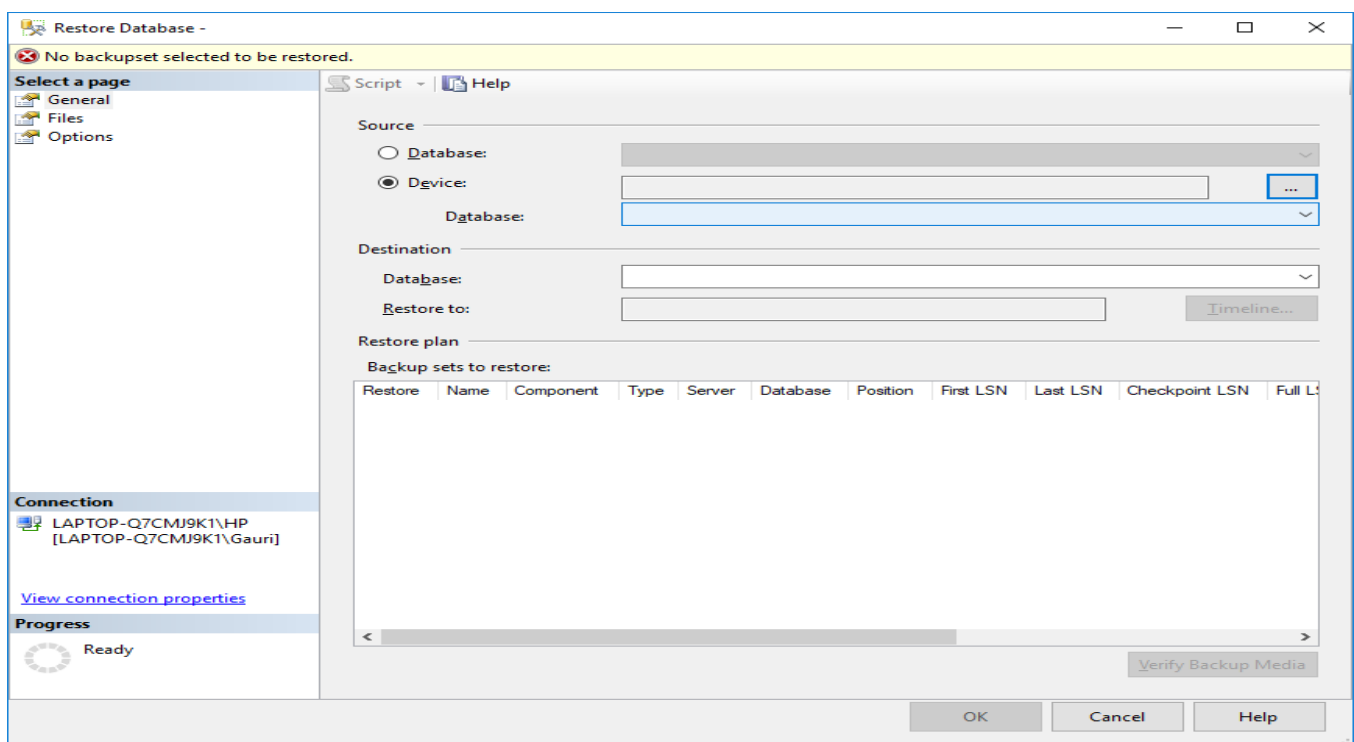 Restore Database -
No backupset selected to be restored.
Select a page
General
Files
Options
Script
Help
Source
Database:
Device:
...
Database:
Destination
Database:
Restore to:
Timeline...
Restore plan
Backup sets to restore:
Restore Name Component Type Server Database Position First LSN Last LSN Checkpoint LSN Full
Connection
LAPTOP-Q7CMJ9K1\HP
[LAPTOP-Q7CMJ9K1\Gauri]
View connection properties
Progress
Ready
Verify Backup Media
OK Cancel Help